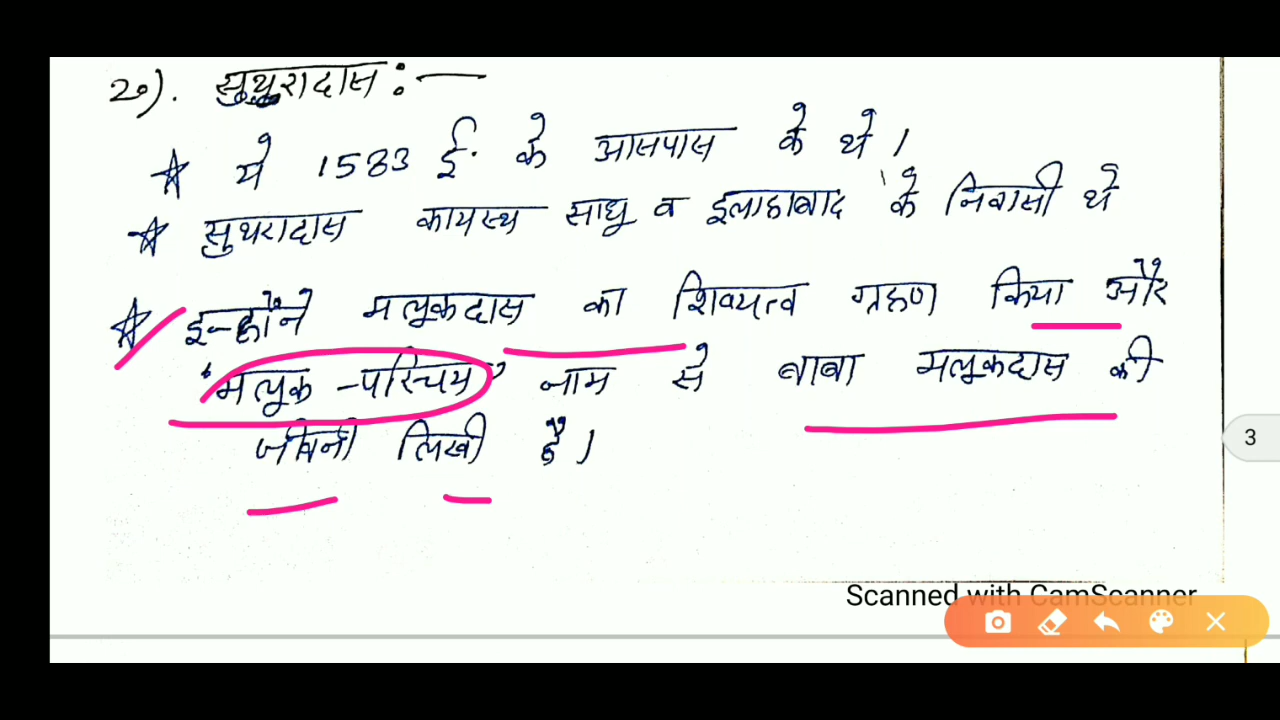 20). सुथुरादास :—
★ ये 1583 ई. के आसपास के थे।
★ सुथरादास कायस्थ साधू व इलाहाबाद के निवासी थे
★ इन्होंने मलूकदास का शिष्यत्व ग्रहण किया और
'मलूक -परिचय' नाम से बाबा मलूकदास की
जीवनी लिखी है।
3
Scanned with CamScanner